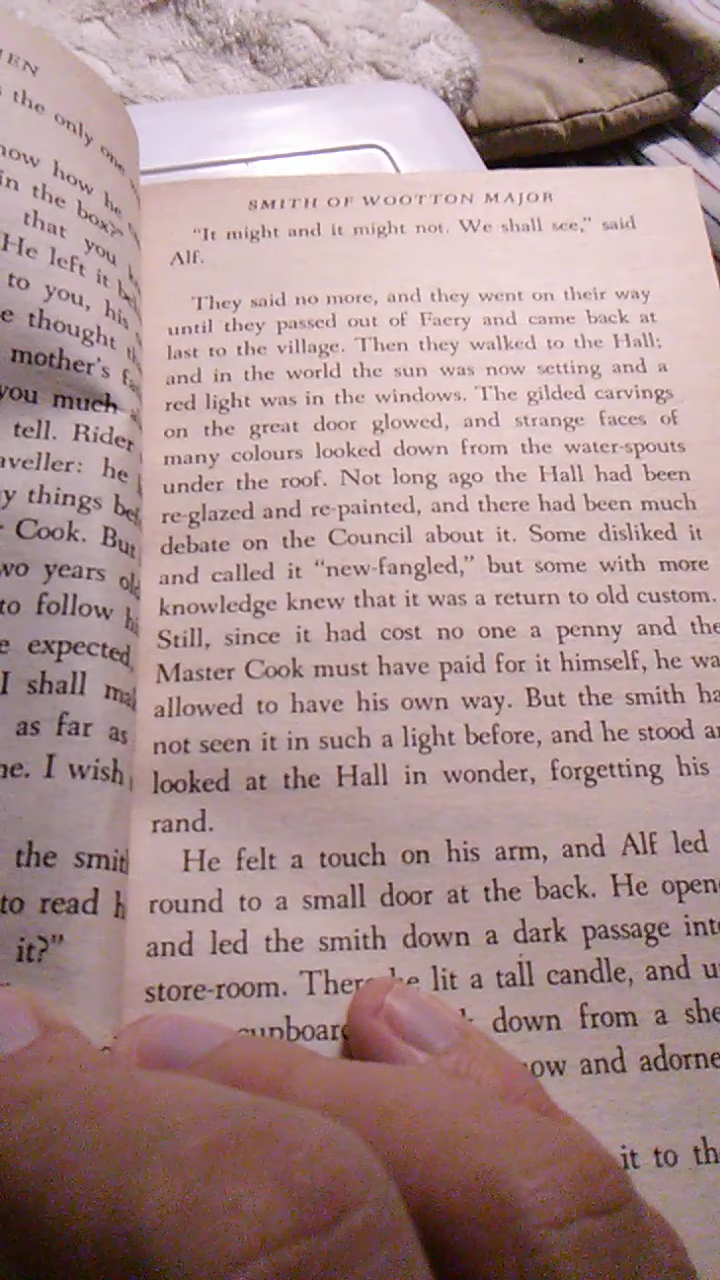 EN
the only one
now how he
in the box?"
that you
He left it
to you, his
e thought
mother's
you much
tell. Rider
aveller: he
y things
Cook. But
wo years
to follow
e expected,
I shall
as far as
ne. I wish
the smit
to read h
it?"
SMITH OF WOOTTON MAJOR
"It might and it might not. We shall see," said
Alf.
They said no more, and they went on their way
until they passed out of Faery and came back at
last to the village. Then they walked to the Hall;
and in the world the sun was now setting and a
red light was in the windows. The gilded carvings
on the great door glowed, and strange faces of
many colours looked down from the water-spouts
under the roof. Not long ago the Hall had been
re-glazed and re-painted, and there had been much
debate on the Council about it. Some disliked it
and called it "new-fangled," but some with more
knowledge knew that it was a return to old custom.
Still, since it had cost no one a penny and the
Master Cook must have paid for it himself, he wa
allowed to have his own way. But the smith ha
not seen it in such a light before, and he stood an
looked at the Hall in wonder, forgetting his
rand.
He felt a touch on his arm, and Alf led
round to a small door at the back. He opene
and led the smith down a dark passage into
store-room. There he lit a tall candle, and u
cupboard down from a she
ow and adorne
it to th